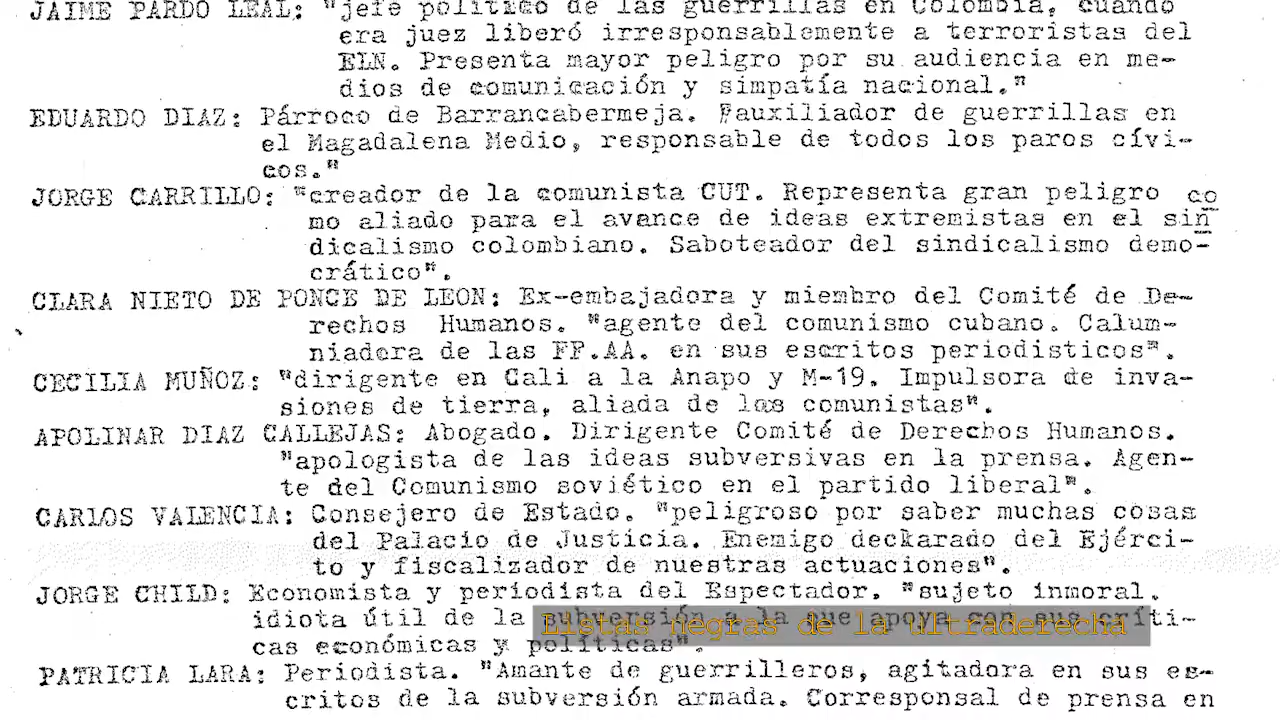 JAIME PARDO LEAL: "jefe político de las guerrillas en Colombia, cuando
era juez liberó irresponsablemente a terroristas del
ELN. Presenta mayor peligro por su audiencia en me-
dios de comunicación y simpatía nacional."
EDUARDO DIAZ: Párroco de Barrancabermeja. Fauxiliador de guerrillas en
el Magadalena Medio, responsable de todos los paros cívi-
cos."
JORGE CARRILLO: "creador de la comunista CUT. Representa gran peligro co
mo aliado para el avance de ideas extremistas en el sin
dicalismo colombiano. Saboteador del sindicalismo demo-
crático".
CLARA NIETO DE PONCE DE LEON: Ex-embajadora y miembro del Comité de De-
rechos Humanos. "agente del comunismo cubano. Calum-
niadora de las FF.AA. en sus escritos periodisticos".
CECILIA MUÑOZ: "dirigente en Cali a la Anapo y M-19. Impulsora de inva-
siones de tierra, aliada de los comunistas".
APOLINAR DIAZ CALLEJAS: Abogado. Dirigente Comité de Derechos Humanos.
"apologista de las ideas subversivas en la prensa. Agen-
te del Comunismo soviético en el partido liberal".
CARLOS VALENCIA: Consejero de Estado. "peligroso por saber muchas cosas
del Palacio de Justicia. Enemigo deckarado del Ejérci-
to y fiscalizador de nuestras actuaciones".
JORGE CHILD: Economista y periodista del Espectador. "sujeto inmoral.
idiota útil de la subversión a la que apoya con sus críti-
cas económicas y políticas".
Listas negras de la ultraderecha
PATRICIA LARA: Periodista. "Amante de guerrilleros, agitadora en sus es-
critos de la subversión armada. Corresponsal de prensa en